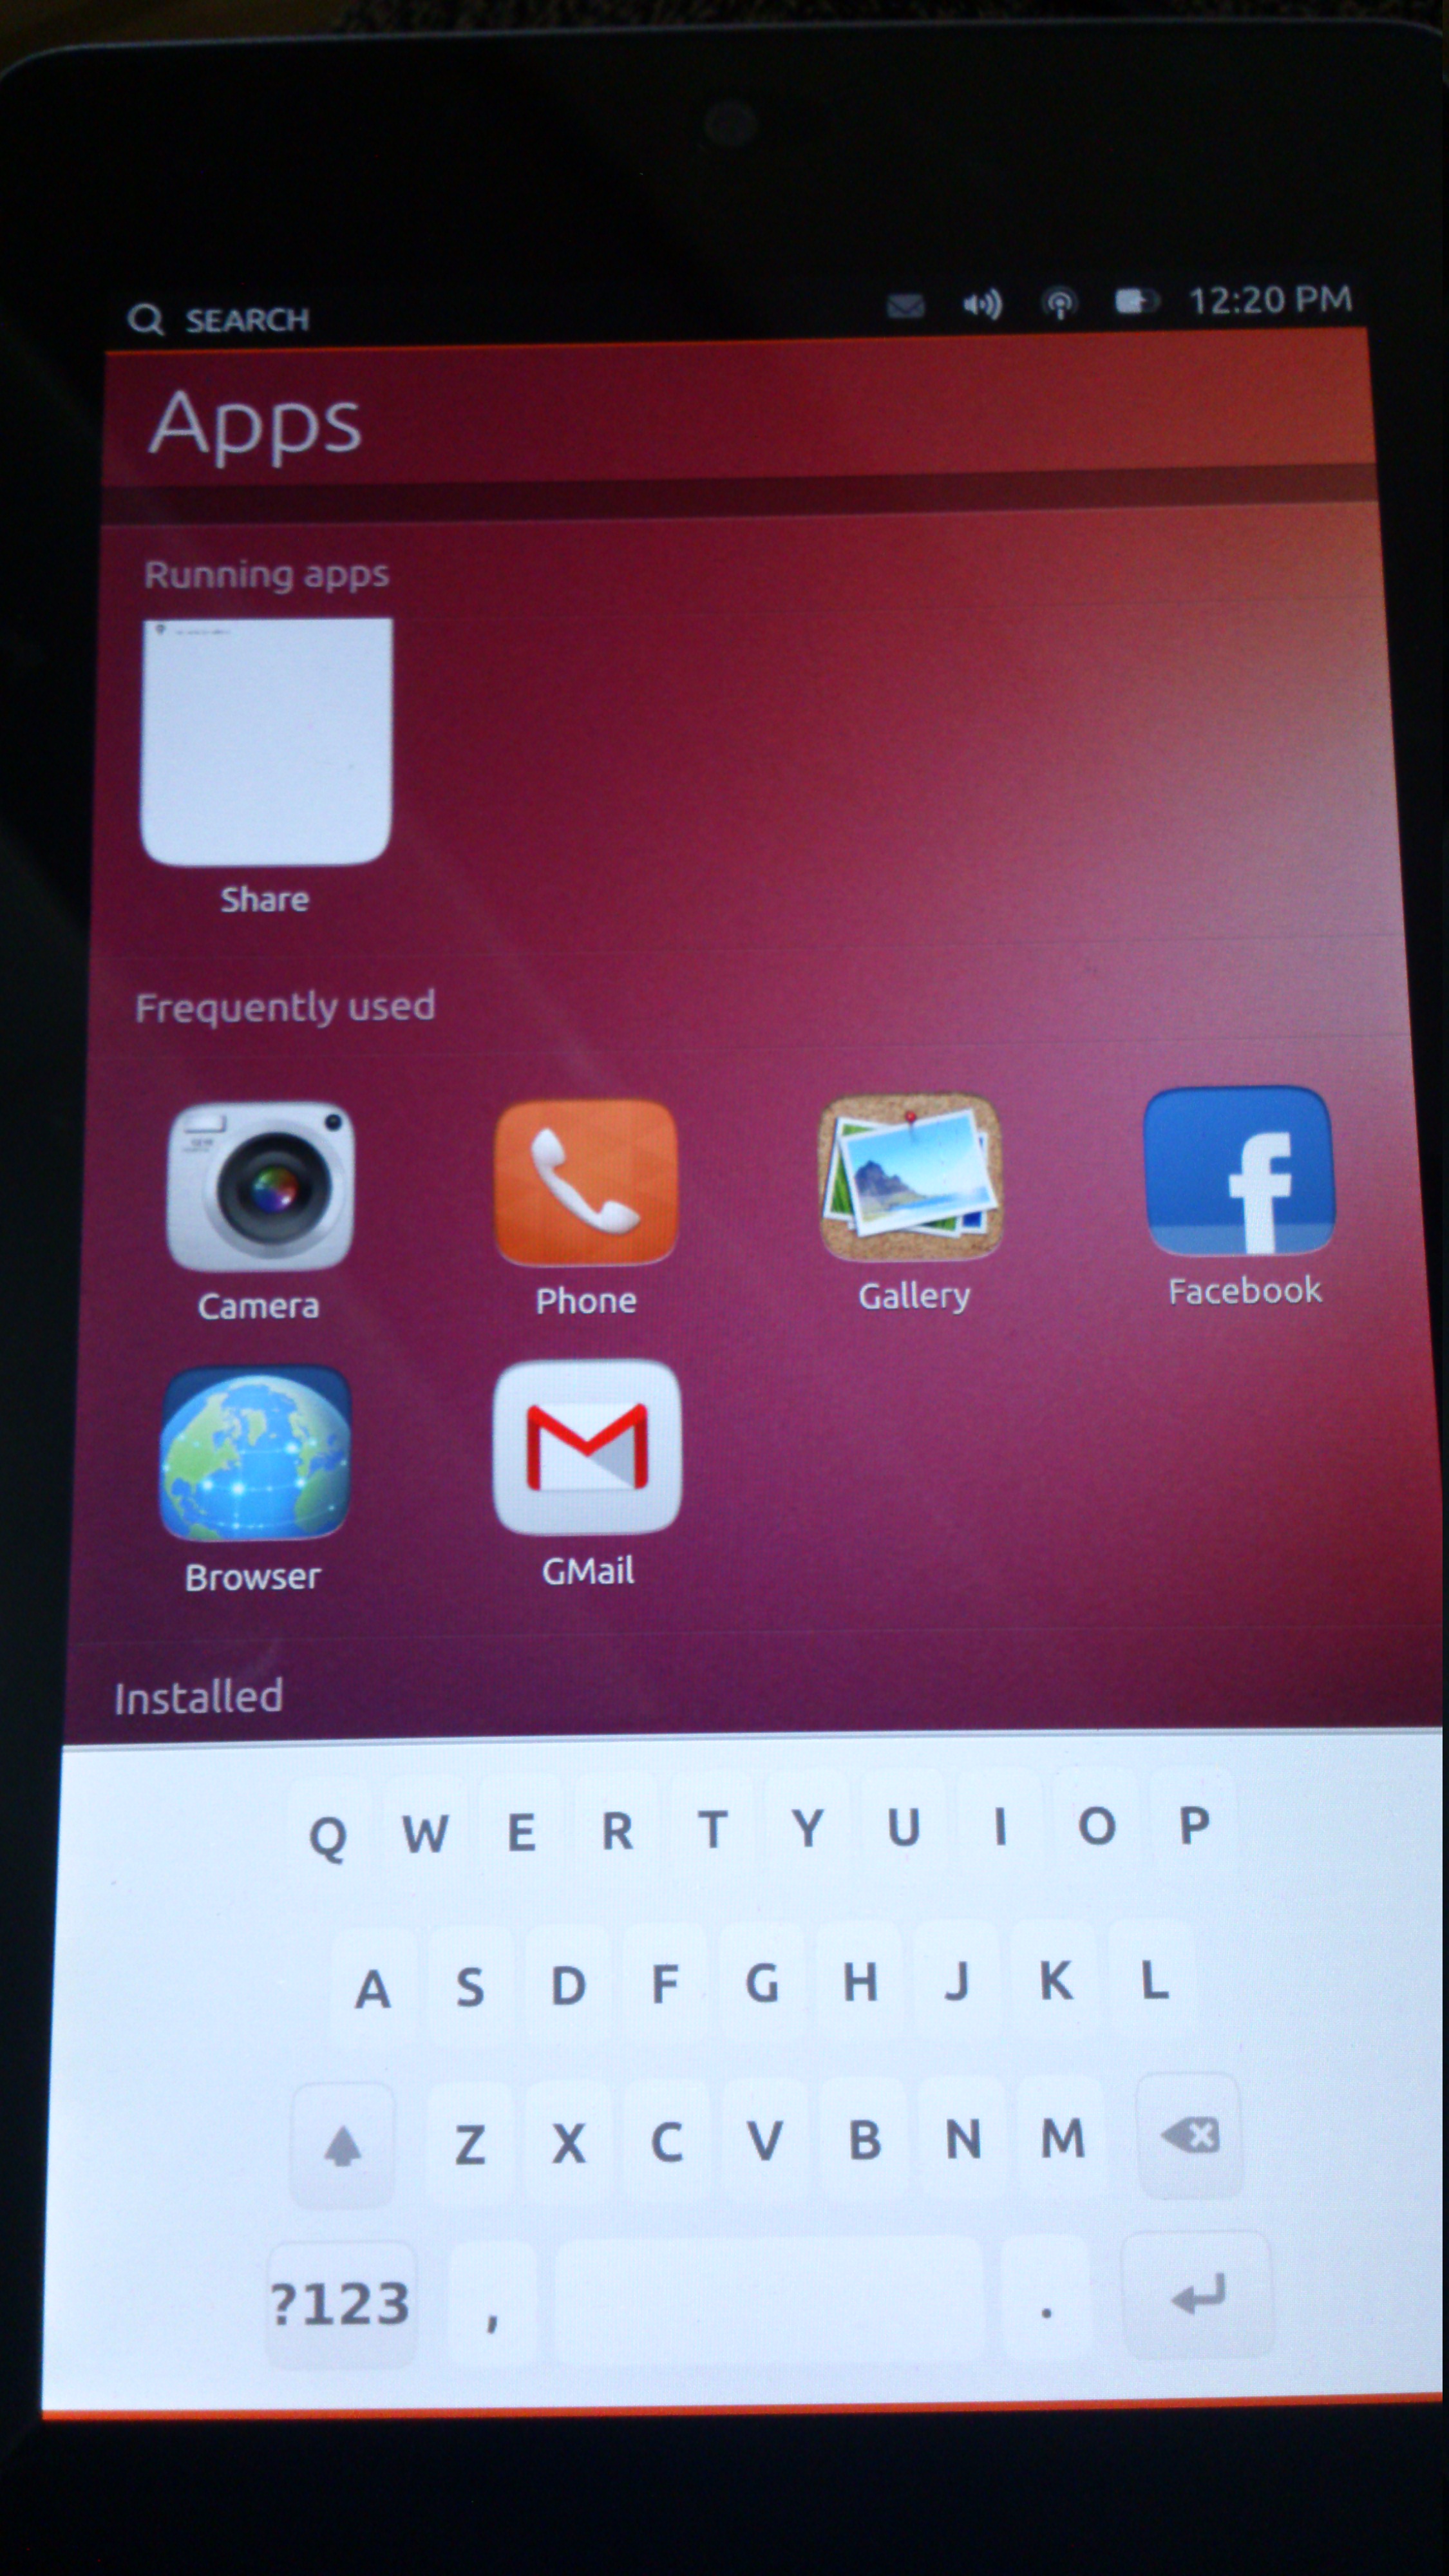 SEARCH 12:20 PM
Apps
Running apps
Share
Frequently used
Camera Phone Gallery Facebook
Browser GMail
Installed
Q W E R T Y U I O P
A S D F G H J K L
Z X C V B N M
?123 , .